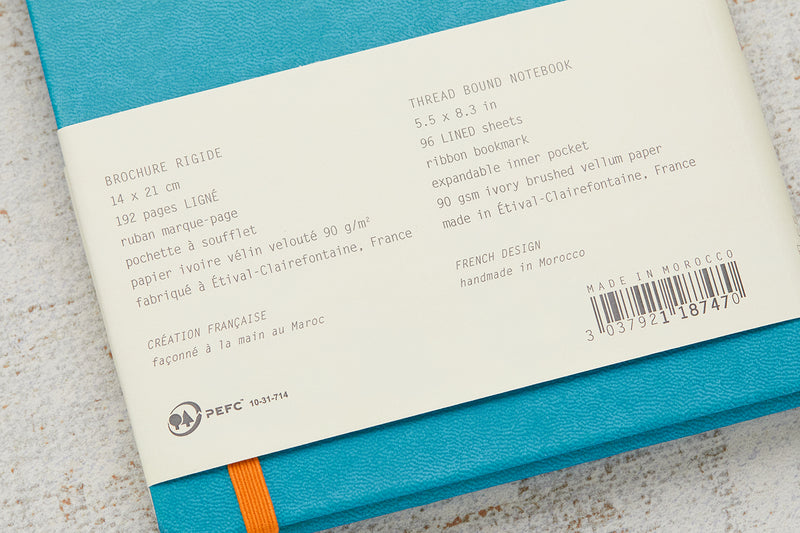 BROCHURE RIGIDE
14 x 21 cm
192 pages LIGNÉ
ruban marque-page
pochette à soufflet
papier ivoire vélin velouté 90 g/m²
fabriqué à Étival-Clairefontaine, France
CRÉATION FRANÇAISE
façonné à la main au Maroc
PEFC™ 10-31-714
THREAD BOUND NOTEBOOK
5.5 x 8.3 in
96 LINED sheets
ribbon bookmark
expandable inner pocket
90 gsm ivory brushed vellum paper
made in Étival-Clairefontaine, France
FRENCH DESIGN
handmade in Morocco
MADE IN MOROCCO
3 037921 187470